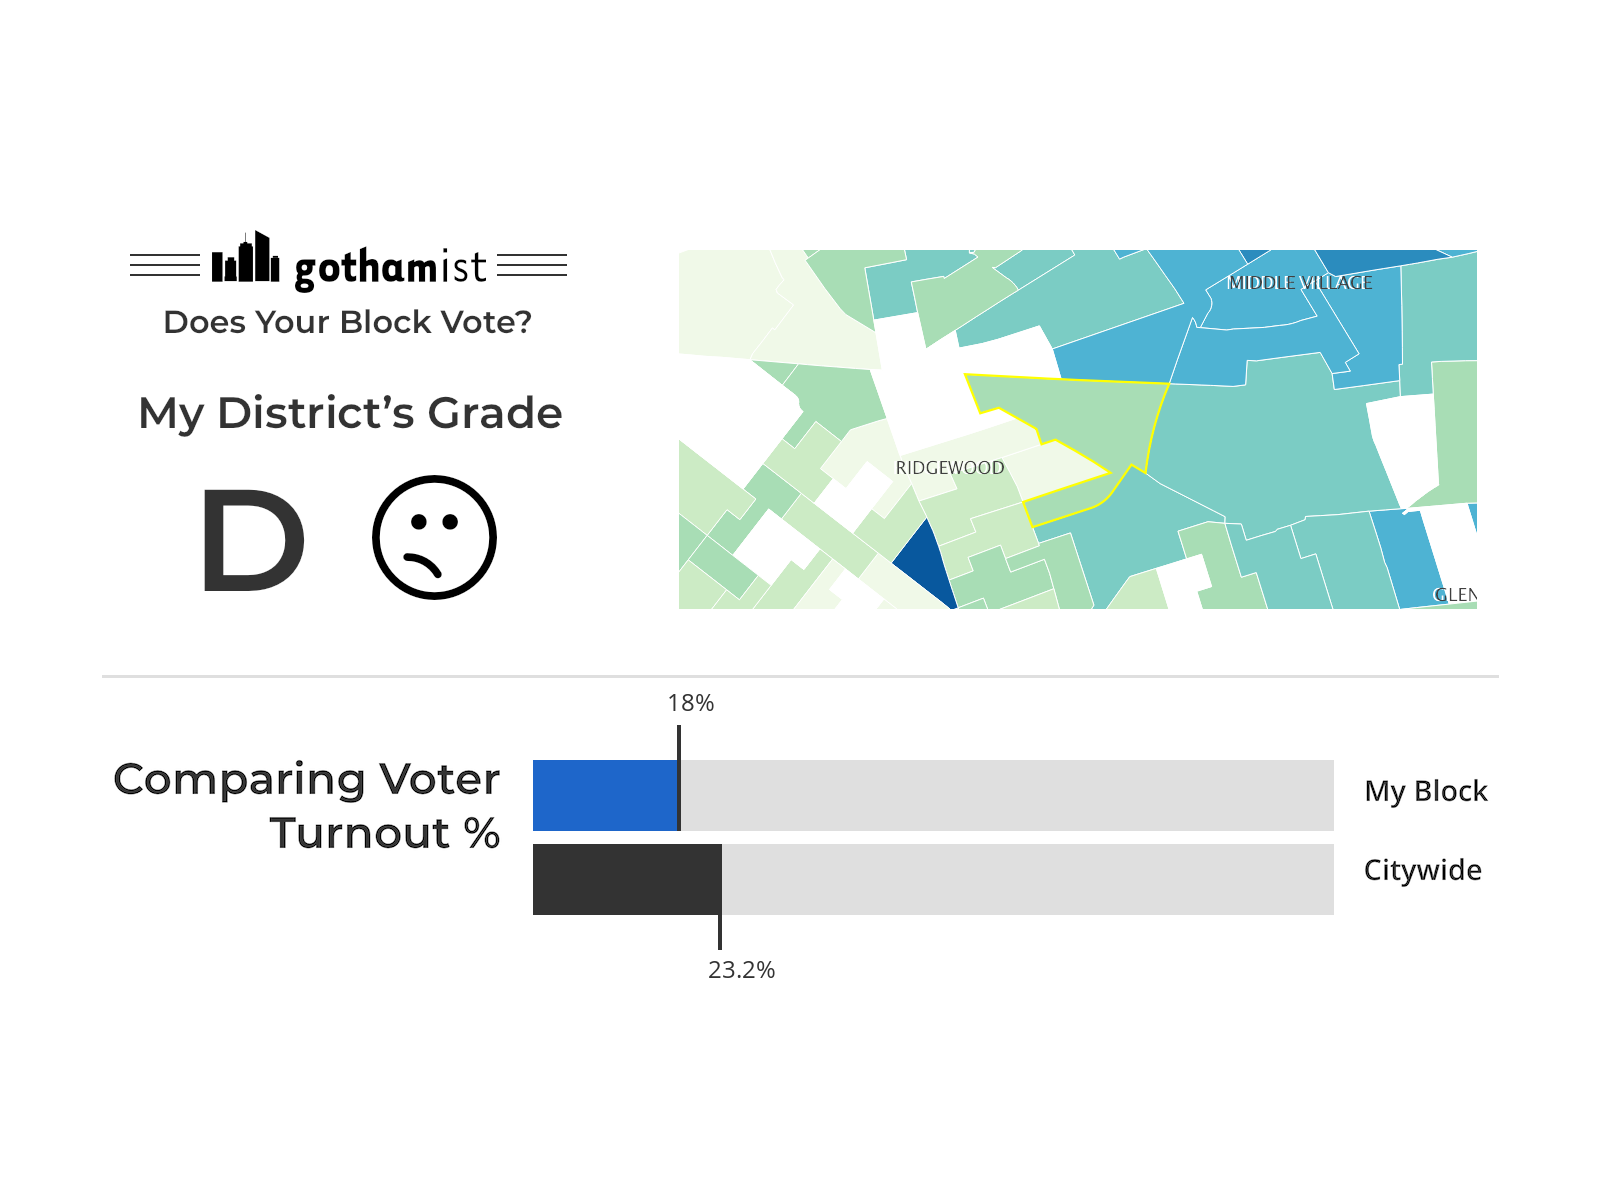 gothamist
Does Your Block Vote?
My District's Grade
D
MIDDLE VILLAGE
RIDGEWOOD
GLEN
18%
Comparing Voter
Turnout %
My Block
Citywide
23.2%